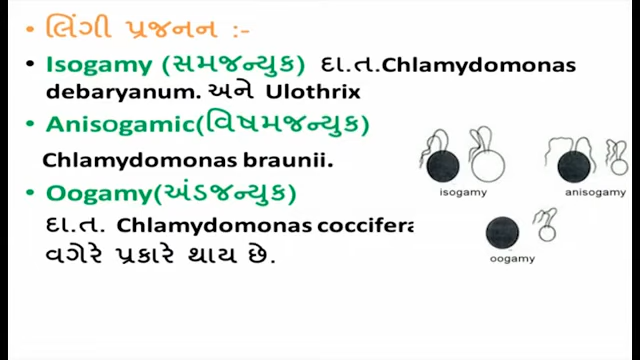 • લિંગી પ્રજનન :-
• Isogamy (સમજન્યુક) દા.ત.Chlamydomonas
debaryanum. અને Ulothrix
• Anisogamic(વિષમજન્યુક)
Chlamydomonas braunii.
• Oogamy(અંડજન્યુક)
દા.ત. Chlamydomonas coccifera
વગેરે પ્રકારે થાય છે.
isogamy
anisogamy
oogamy